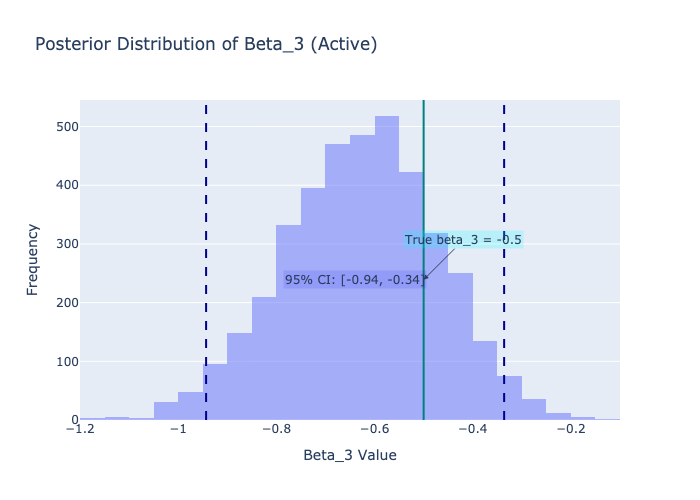 Posterior Distribution of Beta_3 (Active)
Frequency
500
400
300
200
100
0
True beta_3 = -0.5
95% CI: [-0.94, -0.34]
−1.2
−1
−0.8
−0.6
−0.4
−0.2
Beta_3 Value